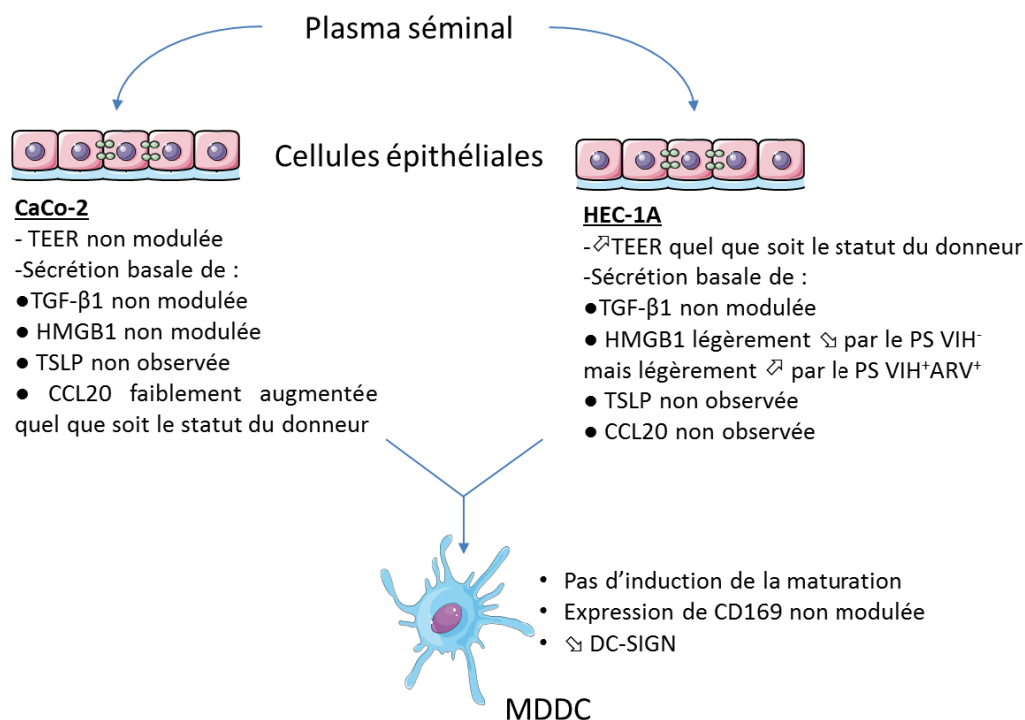 Plasma séminal
Cellules épithéliales
CaCo-2
- TEER non modulée
-Sécrétion basale de :
●TGF-β1 non modulée
● HMGB1 non modulée
● TSLP non observée
● CCL20 faiblement augmentée
quel que soit le statut du donneur
HEC-1A
-⬀TEER quel que soit le statut du donneur
-Sécrétion basale de :
●TGF-β1 non modulée
● HMGB1 légèrement ⬂ par le PS VIH⁻
mais légèrement ⬀ par le PS VIH⁺ARV⁺
● TSLP non observée
● CCL20 non observée
• Pas d’induction de la maturation
• Expression de CD169 non modulée
• ⬂ DC-SIGN
MDDC